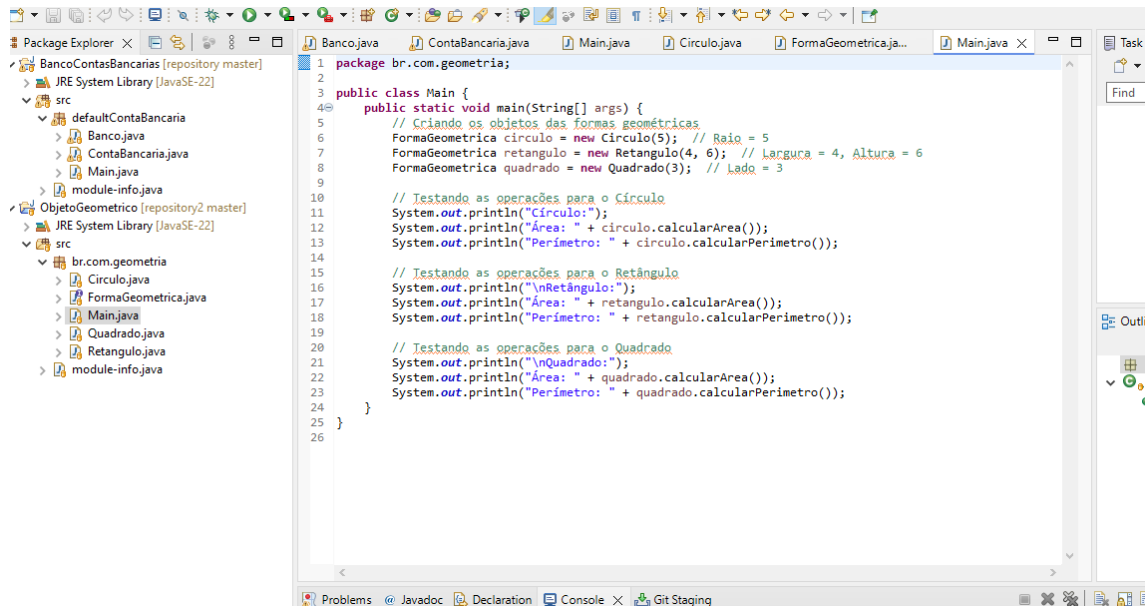 Package Explorer
BancoContasBancarias [repository master]
JRE System Library [JavaSE-22]
src
defaultContaBancaria
Banco.java
ContaBancaria.java
Main.java
module-info.java
ObjetoGeometrico [repository2 master]
JRE System Library [JavaSE-22]
src
br.com.geometria
Circulo.java
FormaGeometrica.java
Main.java
Quadrado.java
Retangulo.java
module-info.java
Banco.java ContaBancaria.java Main.java Circulo.java FormaGeometrica.ja... Main.java
1 package br.com.geometria;
2
3 public class Main {
4 public static void main(String[] args) {
5 // Criando os objetos das formas geométricas
6 FormaGeometrica circulo = new Circulo(5); // Raio = 5
7 FormaGeometrica retangulo = new Retangulo(4, 6); // Largura = 4, Altura = 6
8 FormaGeometrica quadrado = new Quadrado(3); // Lado = 3
9
10 // Testando as operações para o Círculo
11 System.out.println("Círculo:");
12 System.out.println("Área: " + circulo.calcularArea());
13 System.out.println("Perímetro: " + circulo.calcularPerimetro());
14
15 // Testando as operações para o Retângulo
16 System.out.println("\nRetângulo:");
17 System.out.println("Área: " + retangulo.calcularArea());
18 System.out.println("Perímetro: " + retangulo.calcularPerimetro());
19
20 // Testando as operações para o Quadrado
21 System.out.println("\nQuadrado:");
22 System.out.println("Área: " + quadrado.calcularArea());
23 System.out.println("Perímetro: " + quadrado.calcularPerimetro());
24 }
25 }
26
Task
Find
Outli
Problems @ Javadoc Declaration Console Git Staging